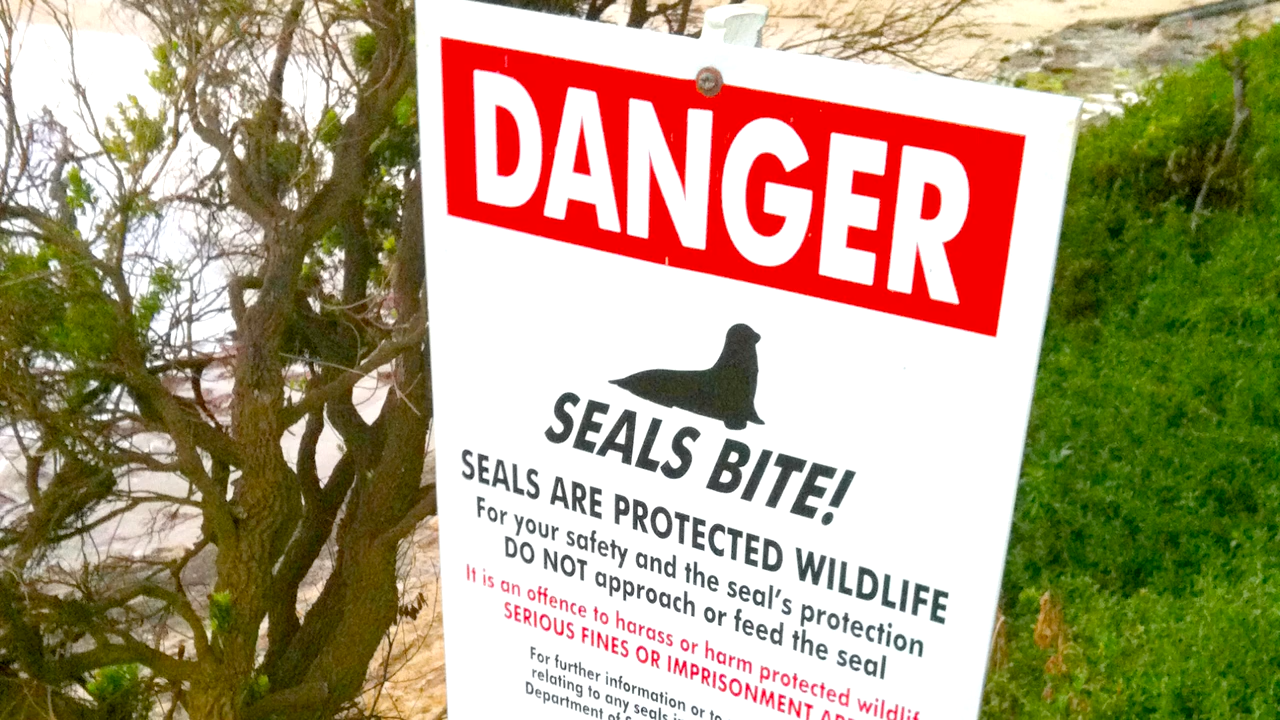 DANGER
SEALS BITE!
SEALS ARE PROTECTED WILDLIFE
For your safety and the seal's protection
DO NOT approach or feed the seal
It is an offence to harass or harm protected
SERIOUS FINES OR IMPRISONMENT
For further information or to
relating to any seals
Department of